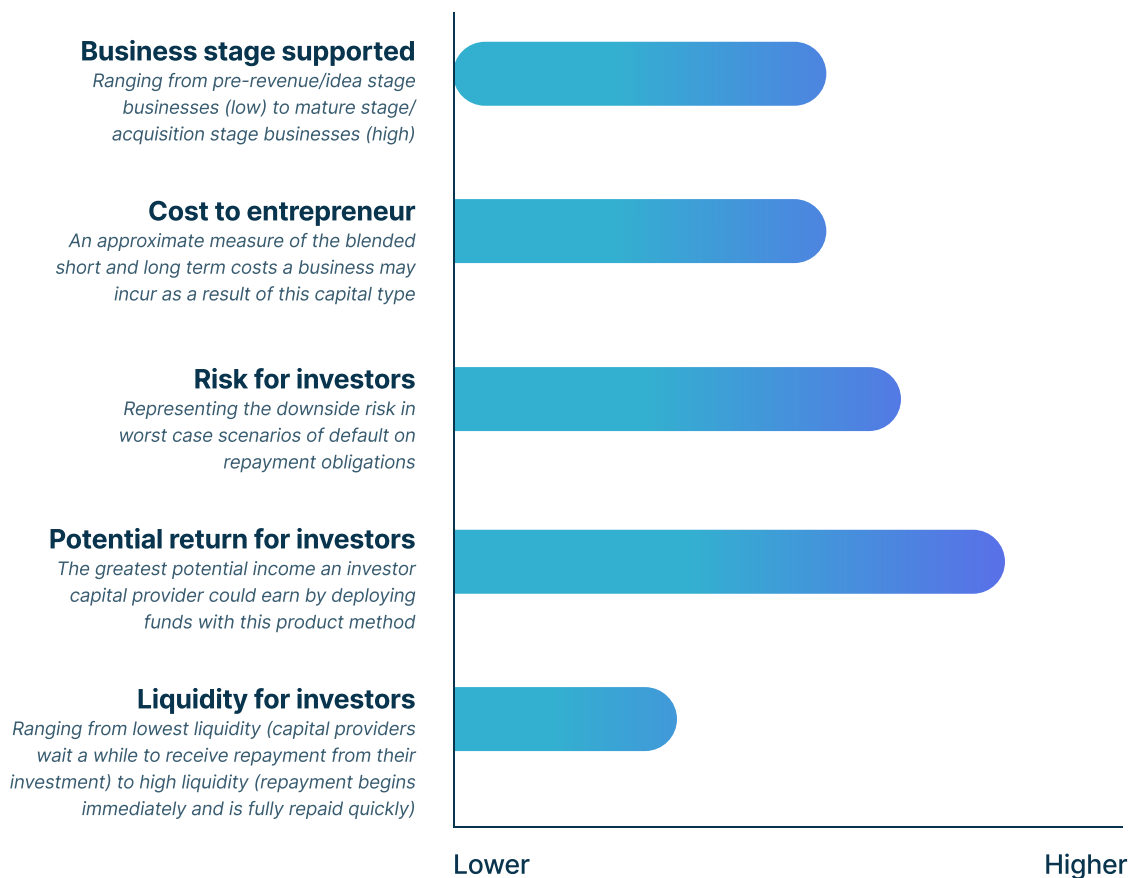 Business stage supported
Ranging from pre-revenue/idea stage
businesses (low) to mature stage/
acquisition stage businesses (high)
Cost to entrepreneur
An approximate measure of the blended
short and long term costs a business may
incur as a result of this capital type
Risk for investors
Representing the downside risk in
worst case scenarios of default on
repayment obligations
Potential return for investors
The greatest potential income an investor
capital provider could earn by deploying
funds with this product method
Liquidity for investors
Ranging from lowest liquidity (capital providers
wait a while to receive repayment from their
investment) to high liquidity (repayment begins
immediately and is fully repaid quickly)
Lower
Higher